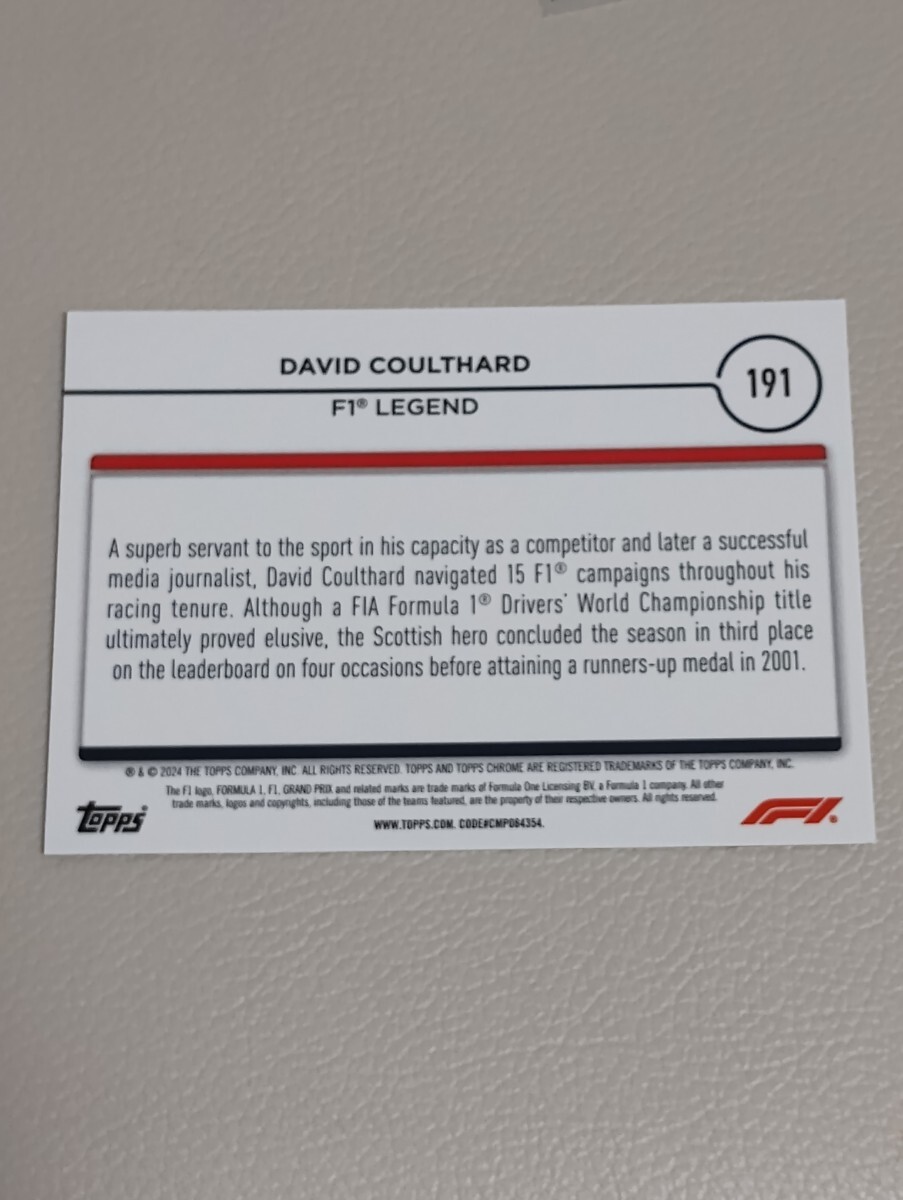 DAVID COULTHARD
191
F1® LEGEND
A superb servant to the sport in his capacity as a competitor and later a successful
media journalist, David Coulthard navigated 15 F1® campaigns throughout his
racing tenure. Although a FIA Formula 1® Drivers' World Championship title
ultimately proved elusive, the Scottish hero concluded the season in third place
on the leaderboard on four occasions before attaining a runners-up medal in 2001.
® & © 2024 THE TOPPS COMPANY, INC. ALL RIGHTS RESERVED. TOPPS AND TOPPS CHROME ARE REGISTERED TRADEMARKS OF THE TOPPS COMPANY, INC.
The F1 logo, FORMULA 1, F1, GRAND PRIX and related marks are trade marks of Formula One Licensing BV, a Formula 1 company. All other
trade marks, logos and copyrights, including those of the teams featured, are the property of their respective owners. All rights reserved.
topps
WWW.TOPPS.COM. CODE#CMP084354.
F1®